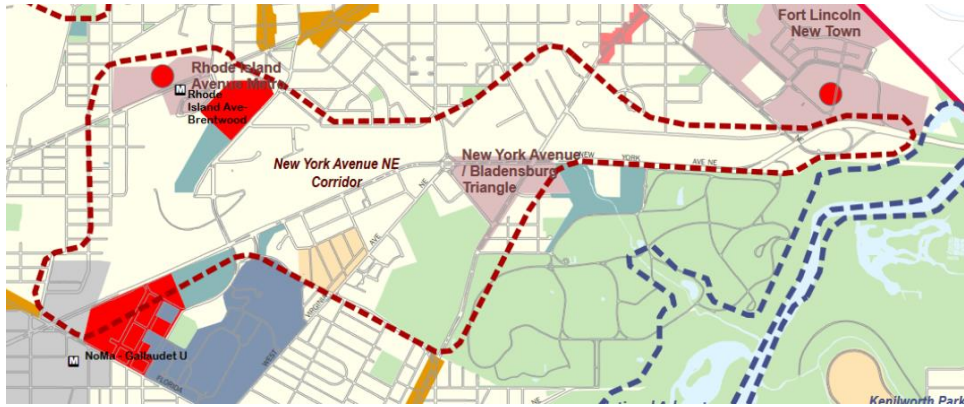 Fort Lincoln
New Town
Rhode Island
Avenue Metro
M
Rhode
Island Ave-
Brentwood
New York Avenue NE
Corridor
New York Avenue
/ Bladensburg
Triangle
NEW YORK AVE NE
NE
AVE
VIRGINIA
WEST
FLORIDA
M
NoMa - Gallaudet U
Kenilworth Park